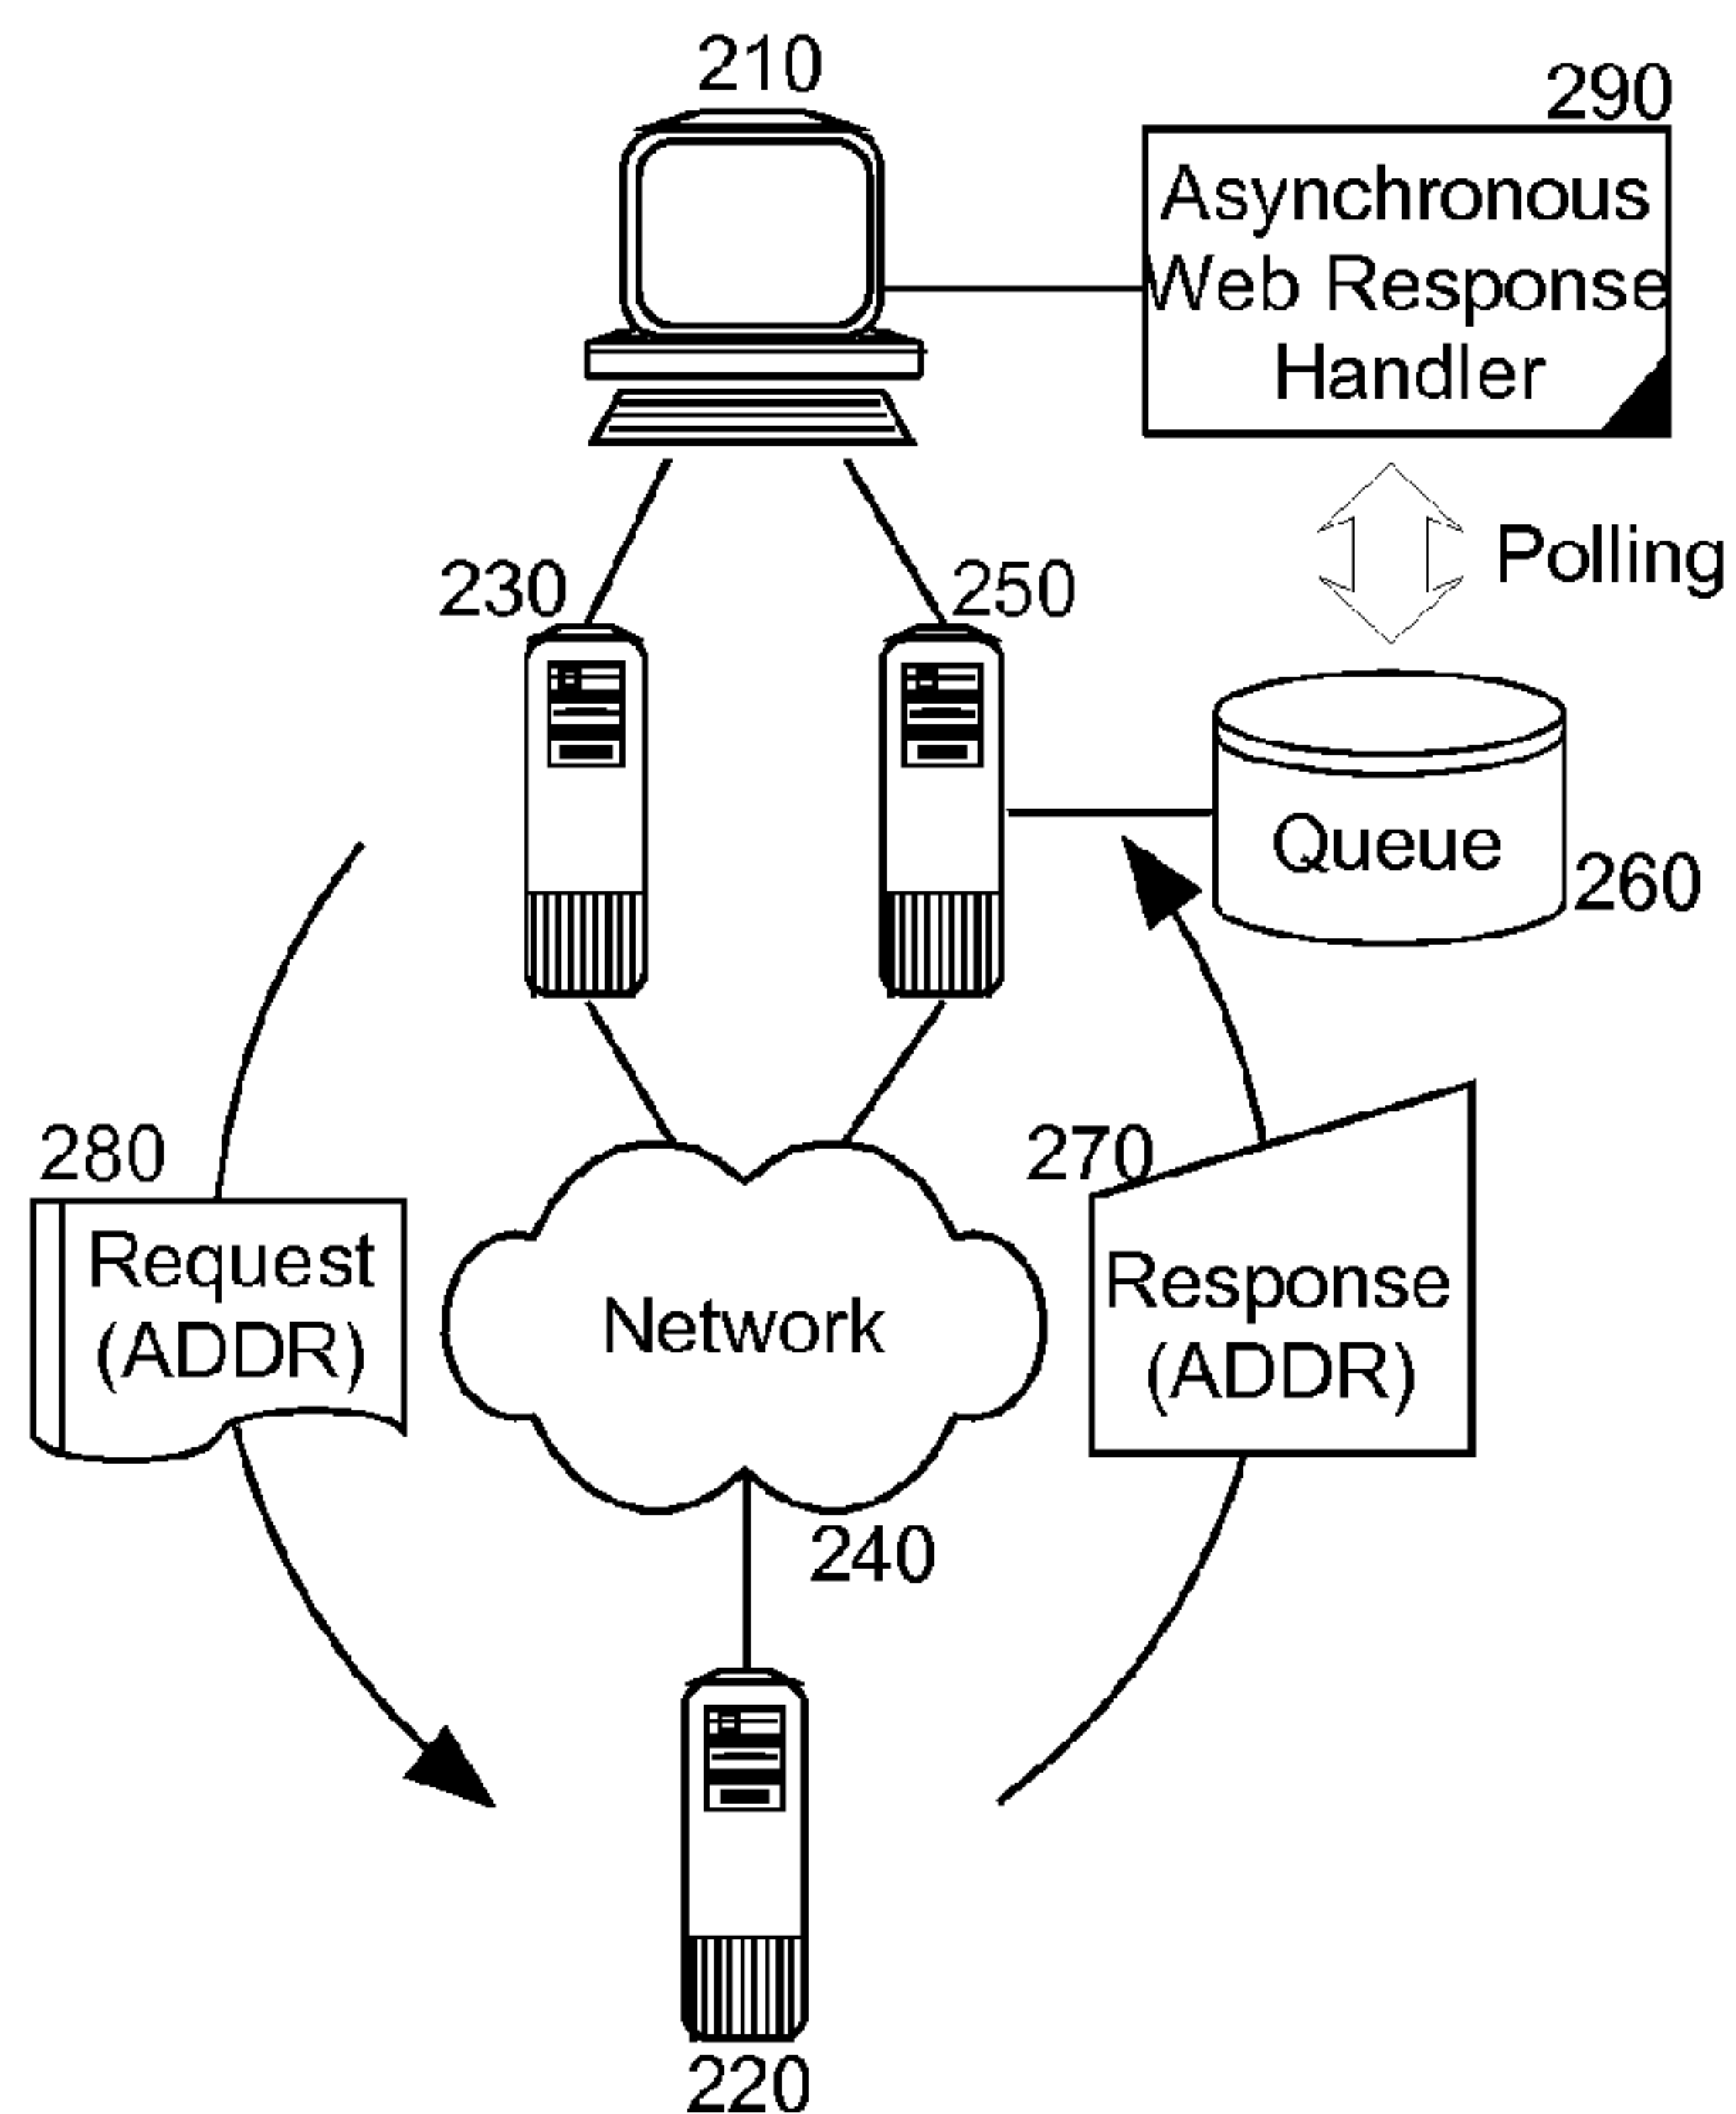 210
290
Asynchronous
Web Response
Handler
230
250
Polling
Queue
260
280
270
Request
(ADDR)
Network
Response
(ADDR)
240
220